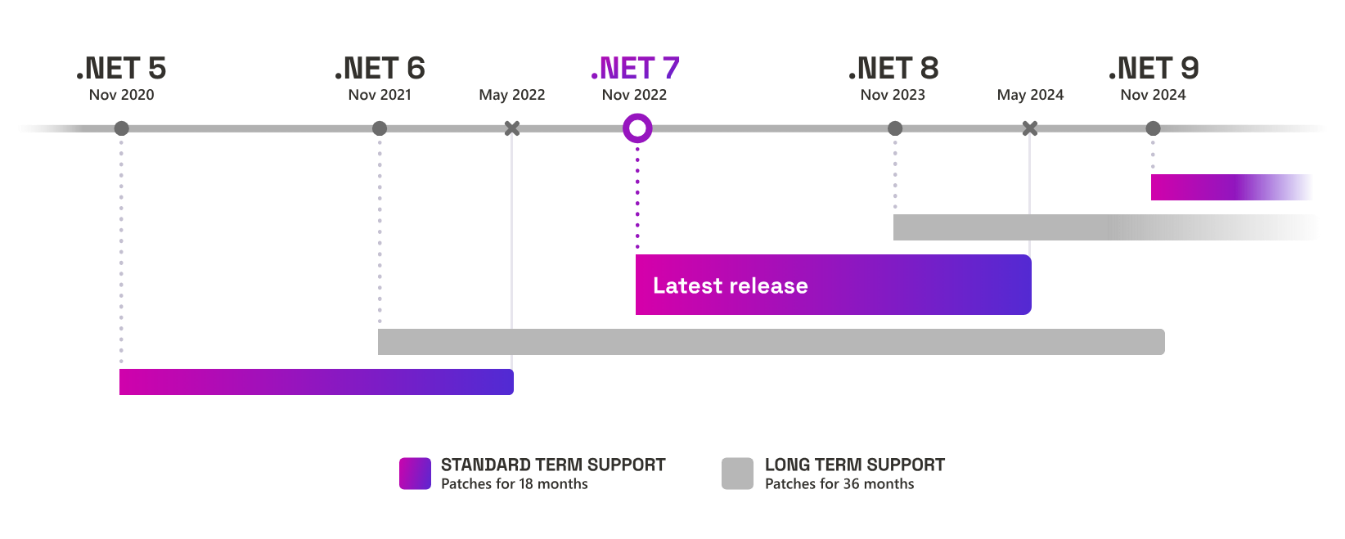 .NET 5
Nov 2020
.NET 6
Nov 2021
May 2022
.NET 7
Nov 2022
.NET 8
Nov 2023
May 2024
.NET 9
Nov 2024
Latest release
STANDARD TERM SUPPORT
Patches for 18 months
LONG TERM SUPPORT
Patches for 36 months